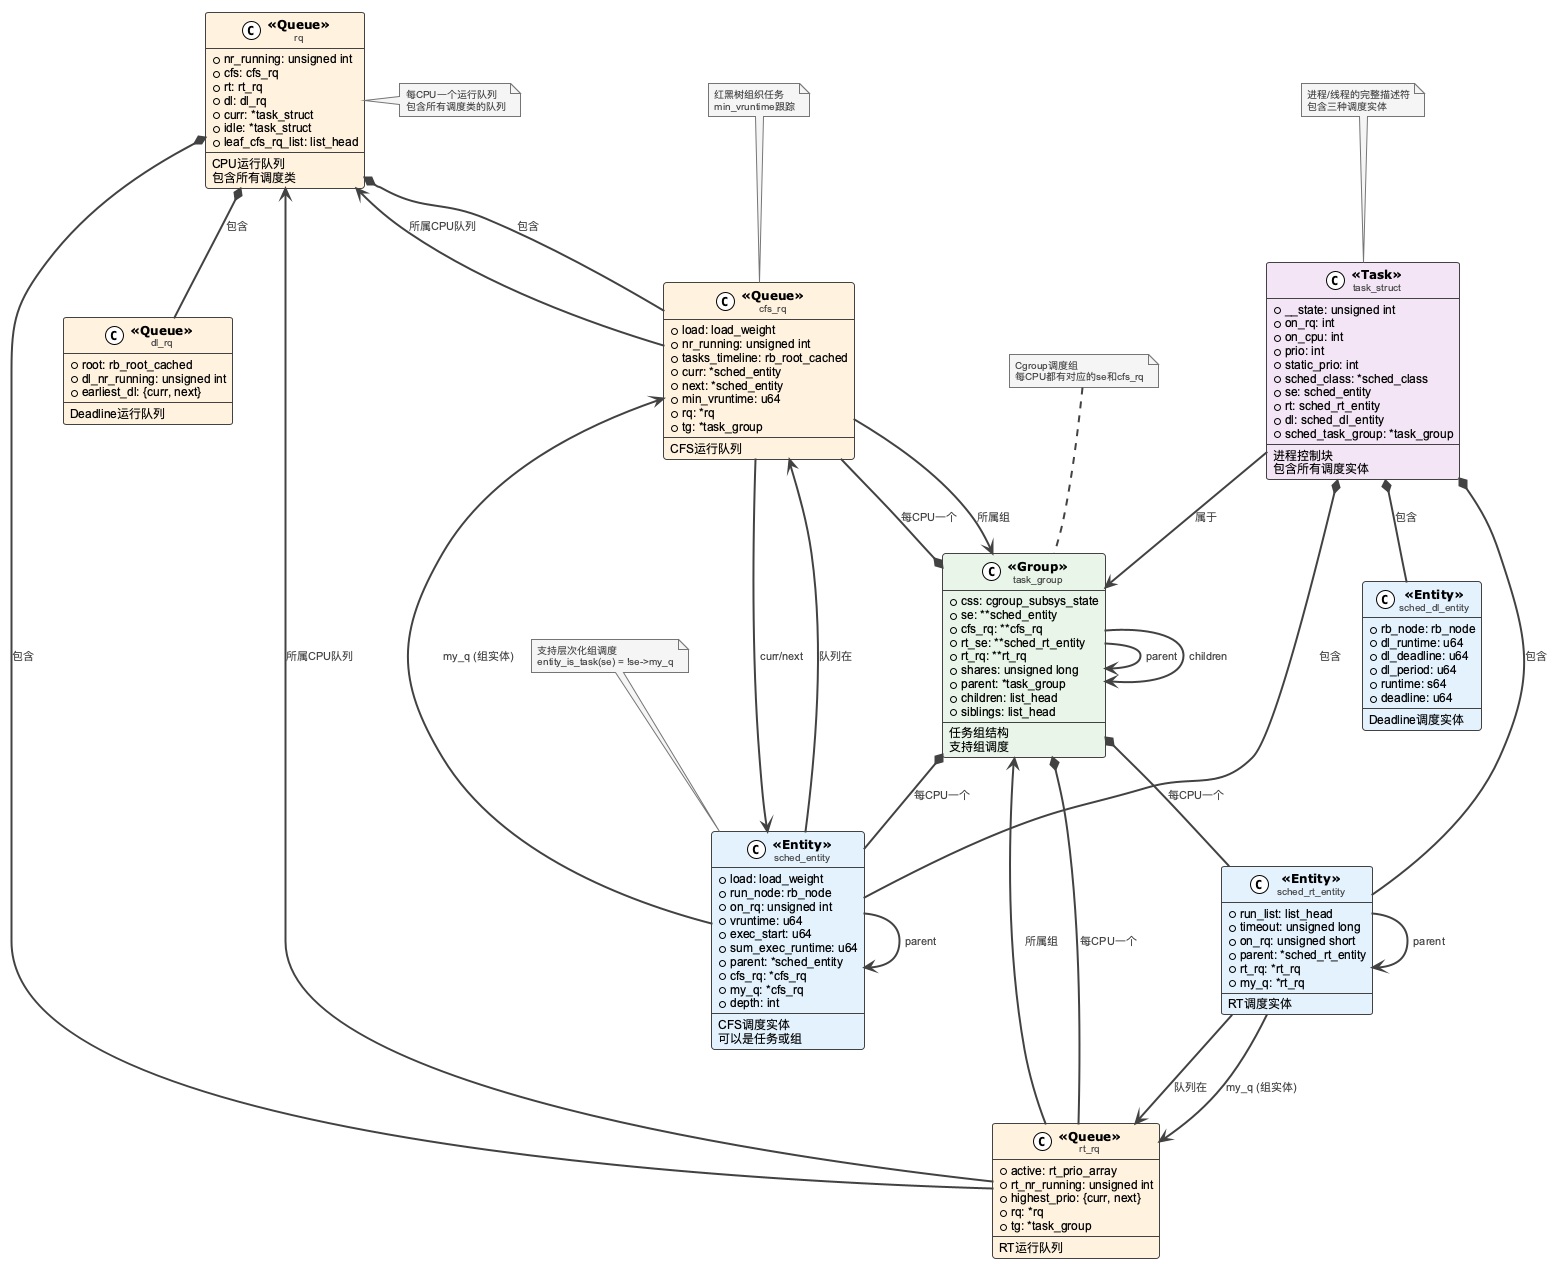 «Queue»
rq
nr_running: unsigned int
cfs: cfs_rq
rt: rt_rq
dl: dl_rq
curr: *task_struct
idle: *task_struct
leaf_cfs_rq_list: list_head
CPU运行队列
包含所有调度类
每CPU一个运行队列
包含所有调度类的队列
红黑树组织任务
min_vruntime跟踪
进程/线程的完整描述符
包含三种调度实体
包含
所属CPU队列
包含
«Queue»
dl_rq
root: rb_root_cached
dl_nr_running: unsigned int
earliest_dl: {curr, next}
Deadline运行队列
«Queue»
cfs_rq
load: load_weight
nr_running: unsigned int
tasks_timeline: rb_root_cached
curr: *sched_entity
next: *sched_entity
min_vruntime: u64
rq: *rq
tg: *task_group
CFS运行队列
Cgroup调度组
每CPU都有对应的se和cfs_rq
«Task»
task_struct
__state: unsigned int
on_rq: int
on_cpu: int
prio: int
static_prio: int
sched_class: *sched_class
se: sched_entity
rt: sched_rt_entity
dl: sched_dl_entity
sched_task_group: *task_group
进程控制块
包含所有调度实体
每CPU一个
所属组
属于
包含
«Group»
task_group
css: cgroup_subsys_state
se: **sched_entity
cfs_rq: **cfs_rq
rt_se: **sched_rt_entity
rt_rq: **rt_rq
shares: unsigned long
parent: *task_group
children: list_head
siblings: list_head
任务组结构
支持组调度
«Entity»
sched_dl_entity
rb_node: rb_node
dl_runtime: u64
dl_deadline: u64
dl_period: u64
runtime: s64
deadline: u64
Deadline调度实体
包含
所属CPU队列
my_q (组实体)
支持层次化组调度
entity_is_task(se) = !se->my_q
curr/next
队列在
parent
children
包含
包含
每CPU一个
每CPU一个
«Entity»
sched_entity
load: load_weight
run_node: rb_node
on_rq: unsigned int
vruntime: u64
exec_start: u64
sum_exec_runtime: u64
parent: *sched_entity
cfs_rq: *cfs_rq
my_q: *cfs_rq
depth: int
CFS调度实体
可以是任务或组
parent
所属组
每CPU一个
«Entity»
sched_rt_entity
run_list: list_head
timeout: unsigned long
on_rq: unsigned short
parent: *sched_rt_entity
rt_rq: *rt_rq
my_q: *rt_rq
RT调度实体
parent
队列在
my_q (组实体)
«Queue»
rt_rq
active: rt_prio_array
rt_nr_running: unsigned int
highest_prio: {curr, next}
rq: *rq
tg: *task_group
RT运行队列